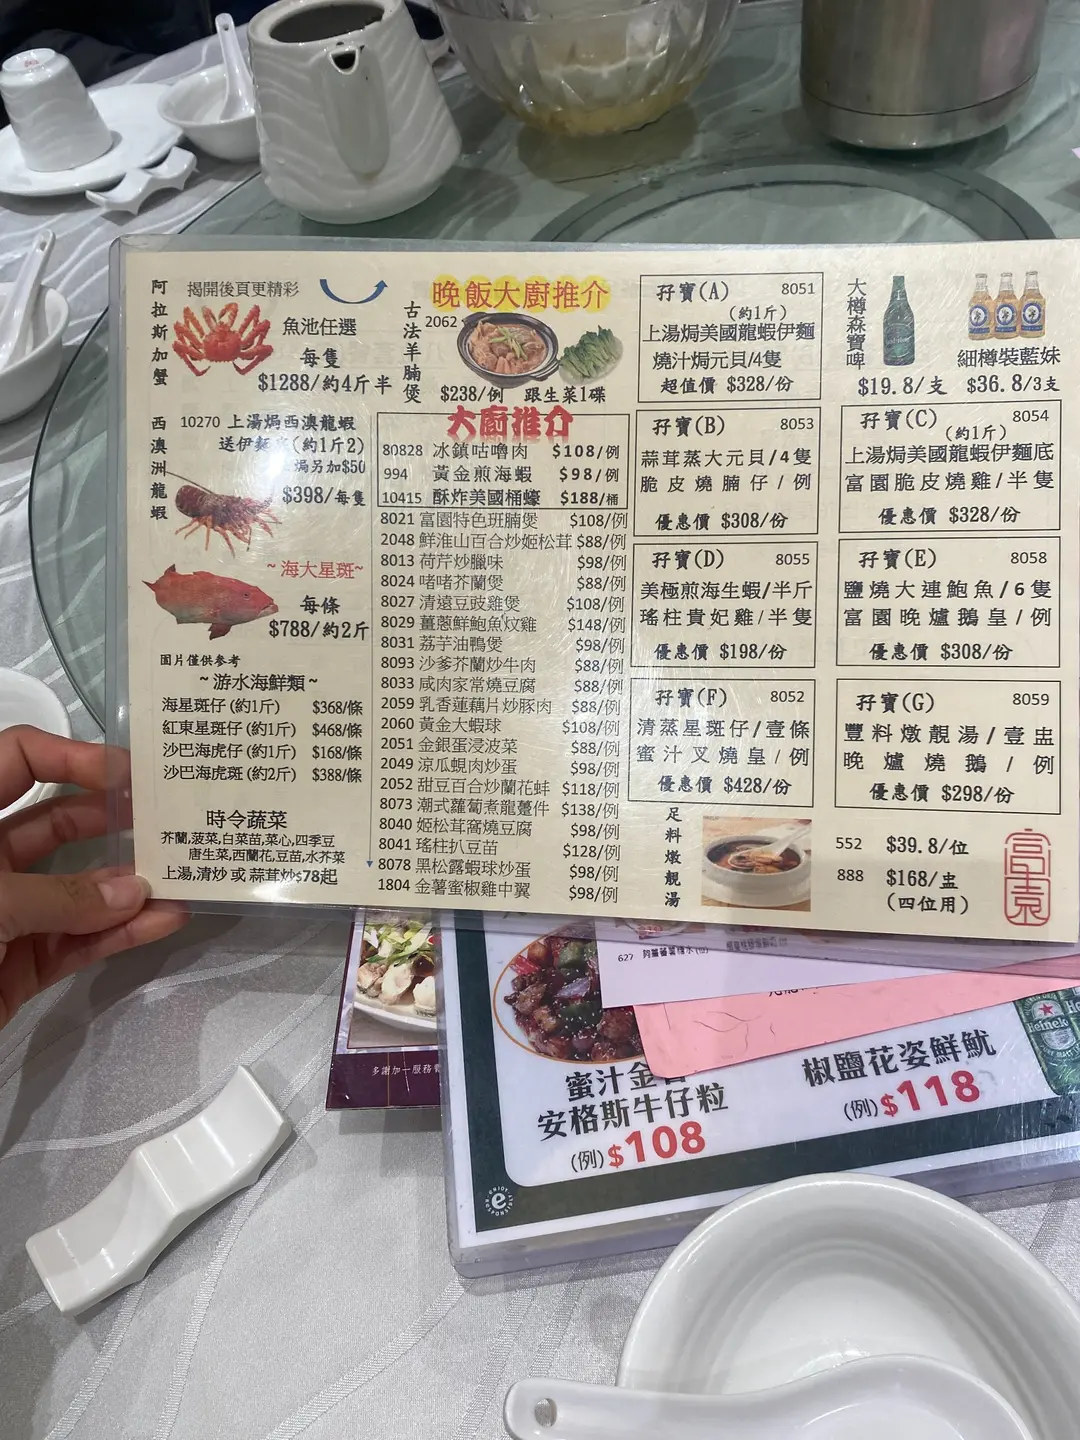 揭開後頁更精彩
阿拉斯加蟹
魚池任選
每隻
$1288/約4斤半
西澳洲龍蝦
10270 上湯焗西澳龍蝦
送伊麵底(約1斤2)
焗另加$50
$398/每隻
~海大星斑~
每條
$788/約2斤
圖片僅供參考
~游水海鮮類~
海星斑仔(約1斤) $368/條
紅東星斑仔(約1斤) $468/條
沙巴海虎仔(約1斤) $168/條
沙巴海虎斑(約2斤) $388/條
時令蔬菜
芥蘭,菠菜,白菜苗,菜心,四季豆
唐生菜,西蘭花,豆苗,水芥菜
上湯,清炒 或 蒜茸炒$78起
晚飯大廚推介
古法羊腩煲
2062
$238/例 跟生菜1碟
大廚推介
80828 冰鎮咕嚕肉 $108/例
994 黃金煎海蝦 $98/例
10415 酥炸美國桶蠔 $188/桶
8021 富園特色班腩煲 $108/例
2048 鮮淮山百合炒姬松茸 $88/例
8013 荷芹炒臘味 $98/例
8024 啫啫芥蘭煲 $88/例
8027 清遠豆豉雞煲 $108/例
8029 薑蔥鮮鮑魚炆雞 $148/例
8031 荔芋油鴨煲 $98/例
8093 沙爹芥蘭炒牛肉 $88/例
8033 咸肉家常燒豆腐 $88/例
2059 乳香蓮藕片炒豚肉 $88/例
2060 黃金大蝦球 $108/例
2051 金銀蛋浸波菜 $88/例
2049 涼瓜蜆肉炒蛋 $98/例
2052 甜豆百合炒蘭花蚌 $118/例
8073 潮式蘿蔔煮龍躉件 $138/例
8040 姬松茸窩燒豆腐 $98/例
8041 瑤柱扒豆苗 $128/例
8078 黑松露蝦球炒蛋 $98/例
1804 金薯蜜椒雞中翼 $98/例
孖寶(A) 8051
(約1斤)
上湯焗美國龍蝦伊麵
燒汁焗元貝/4隻
超值價 $328/份
大樽森寶啤
$19.8/支
細樽裝藍妹
$36.8/3支
孖寶(B) 8053
蒜茸蒸大元貝/4隻
脆皮燒腩仔/例
優惠價 $308/份
孖寶(C) 8054
(約1斤)
上湯焗美國龍蝦伊麵底
富園脆皮燒雞/半隻
優惠價 $328/份
孖寶(D) 8055
美極煎海生蝦/半斤
瑤柱貴妃雞/半隻
優惠價 $198/份
孖寶(E) 8058
鹽燒大連鮑魚/6隻
富園晚爐鵝皇/例
優惠價 $308/份
孖寶(F) 8052
清蒸星斑仔/壹條
蜜汁叉燒皇/例
優惠價 $428/份
孖寶(G) 8059
豐料燉靚湯/壹盅
晚爐燒鵝/例
優惠價 $298/份
足料燉靚湯
552 $39.8/位
888 $168/盅
(四位用)
富園
627
多謝加一服務費
蜜汁金
安格斯牛仔粒
(例)$108
椒鹽花姿鮮魷
(例)$118
Heineken